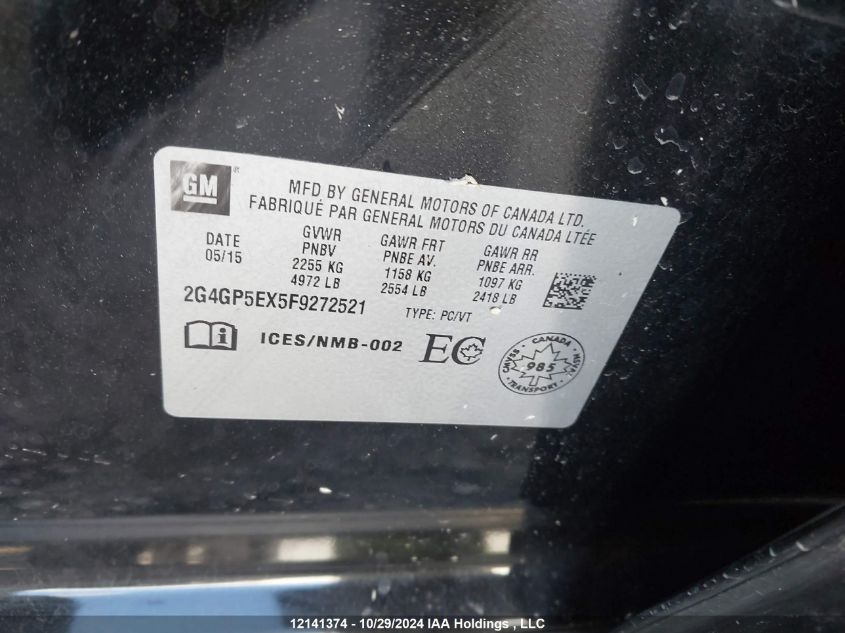 GM ®
MFD BY GENERAL MOTORS OF CANADA LTD.
FABRIQUÉ PAR GENERAL MOTORS DU CANADA LTÉE
DATE
05/15
GVWR
PNBV
2255 KG
4972 LB
GAWR FRT
PNBE AV.
1158 KG
2554 LB
GAWR RR
PNBE ARR.
1097 KG
2418 LB
2G4GP5EX5F9272521
TYPE: PC/VT
ICES/NMB-002
EC
CANADA
CMVSS
985
NSVAC
TRANSPORT
12141374 - 10/29/2024 IAA Holdings , LLC